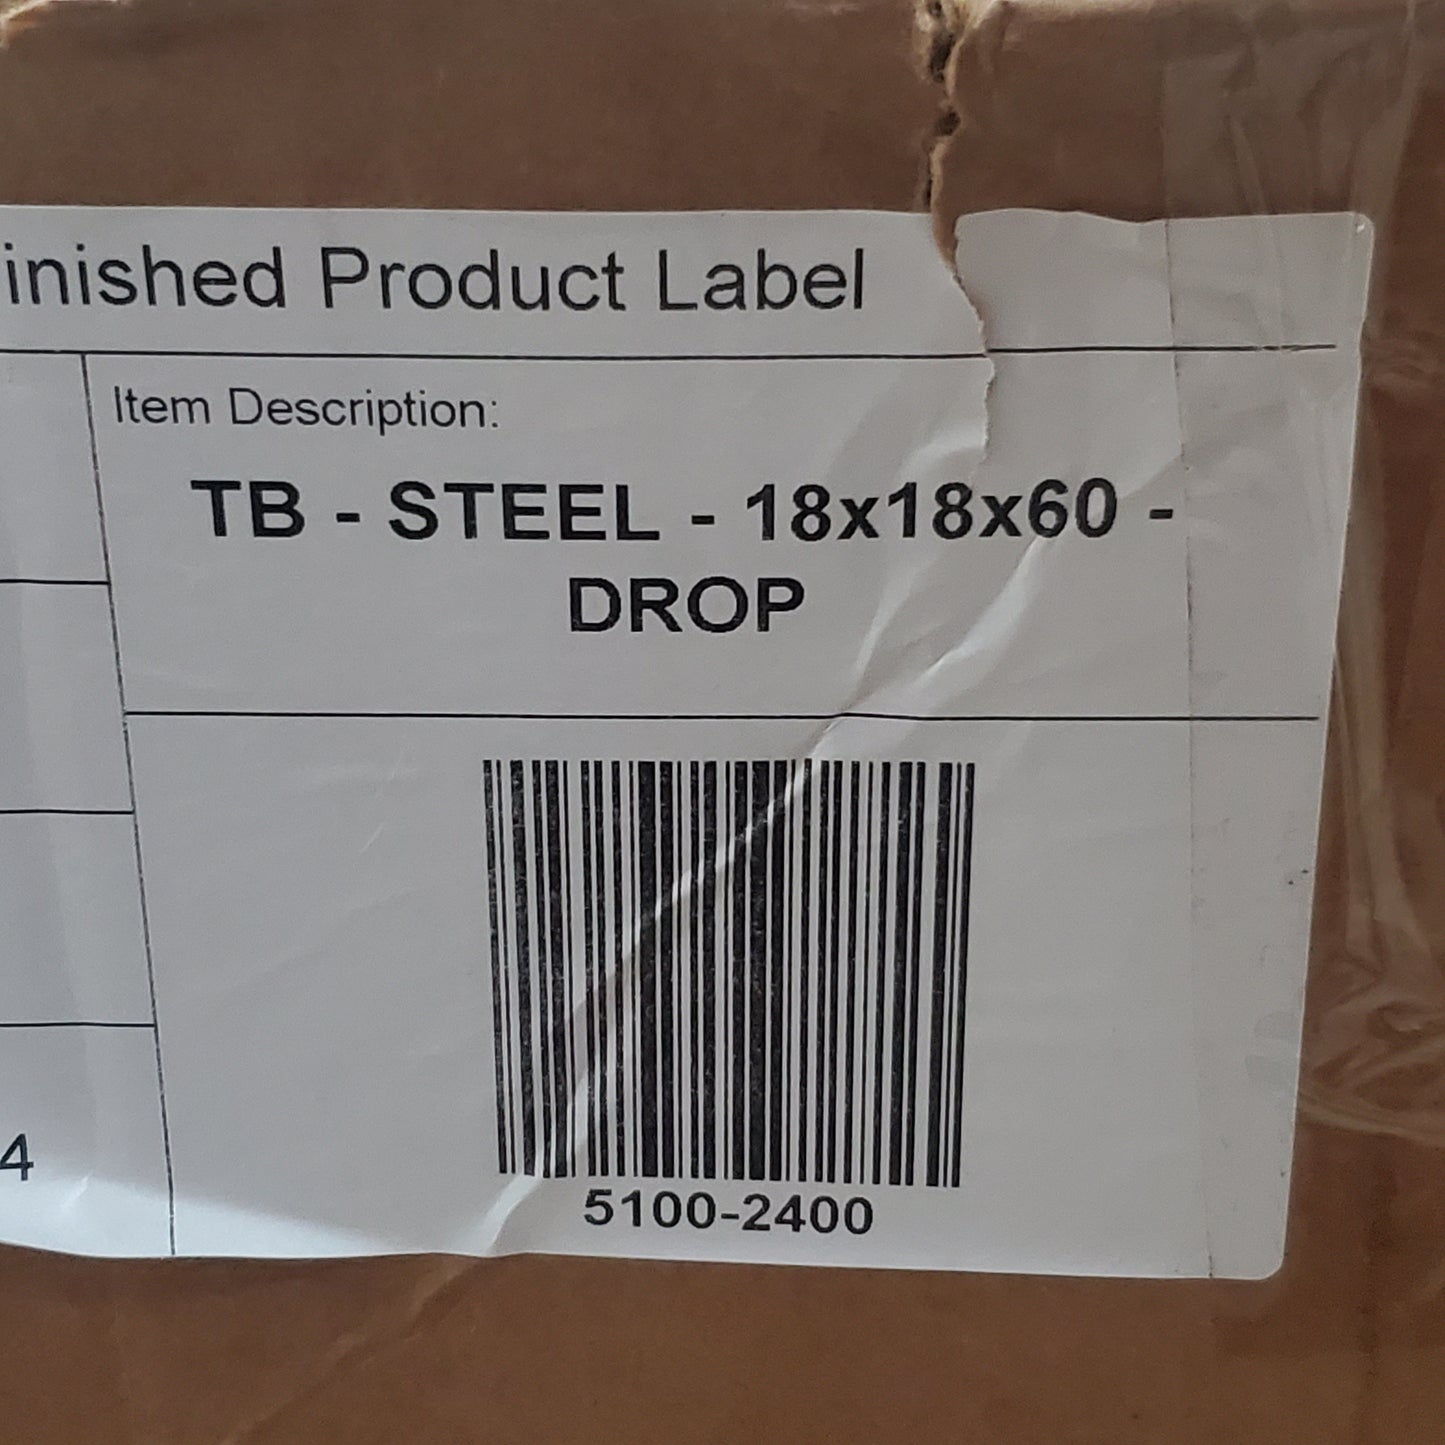 inished Product Label
Item Description:
TB - STEEL - 18x18x60 -
DROP
4
5100-2400